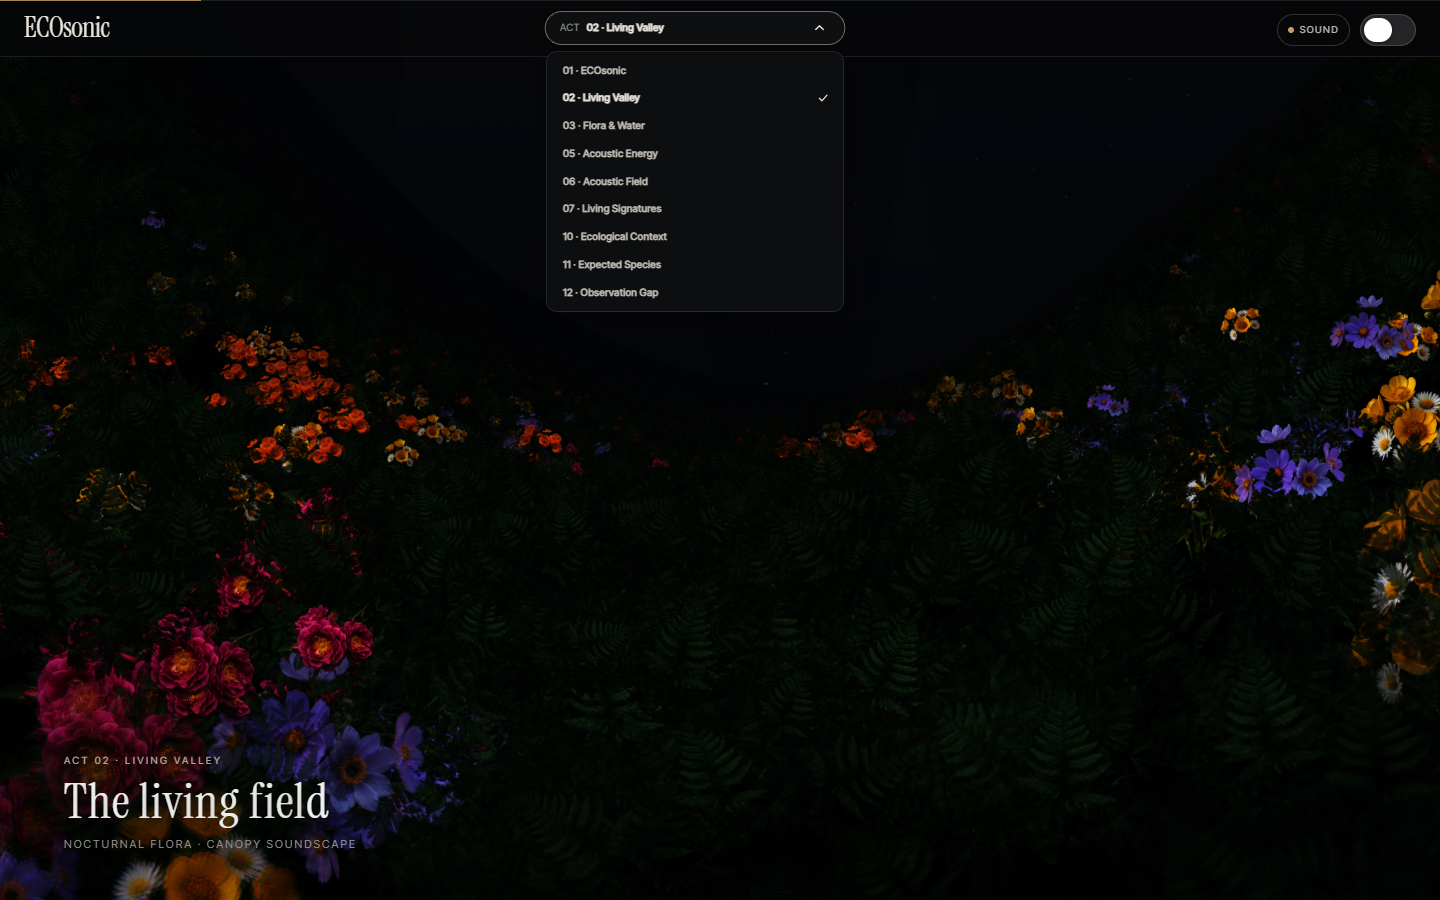 ECOsonic
ACT 02 · Living Valley
SOUND
01 · ECOsonic
02 · Living Valley
03 · Flora & Water
05 · Acoustic Energy
06 · Acoustic Field
07 · Living Signatures
10 · Ecological Context
11 · Expected Species
12 · Observation Gap
ACT 02 · LIVING VALLEY
The living field
NOCTURNAL FLORA · CANOPY SOUNDSCAPE